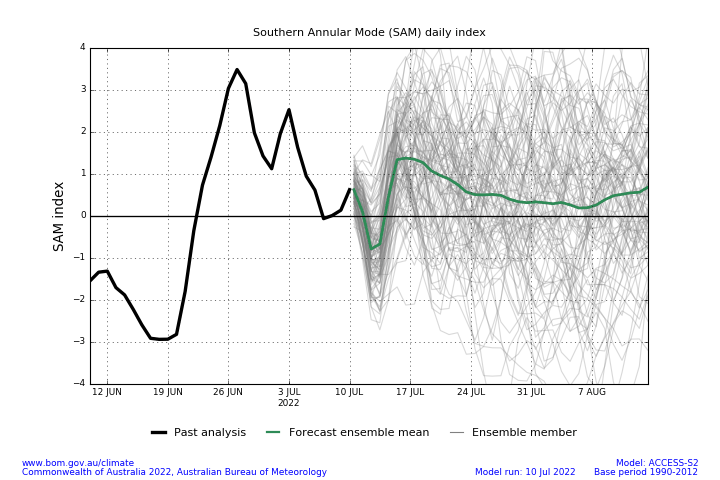 Southern Annular Mode (SAM) daily index
4
3
2
1
0
−1
−2
−3
−4
SAM index
12 JUN 19 JUN 26 JUN 3 JUL 10 JUL 17 JUL 24 JUL 31 JUL 7 AUG
2022
Past analysis Forecast ensemble mean Ensemble member
www.bom.gov.au/climate Model: ACCESS-S2
Commonwealth of Australia 2022, Australian Bureau of Meteorology Model run: 10 Jul 2022 Base period 1990-2012